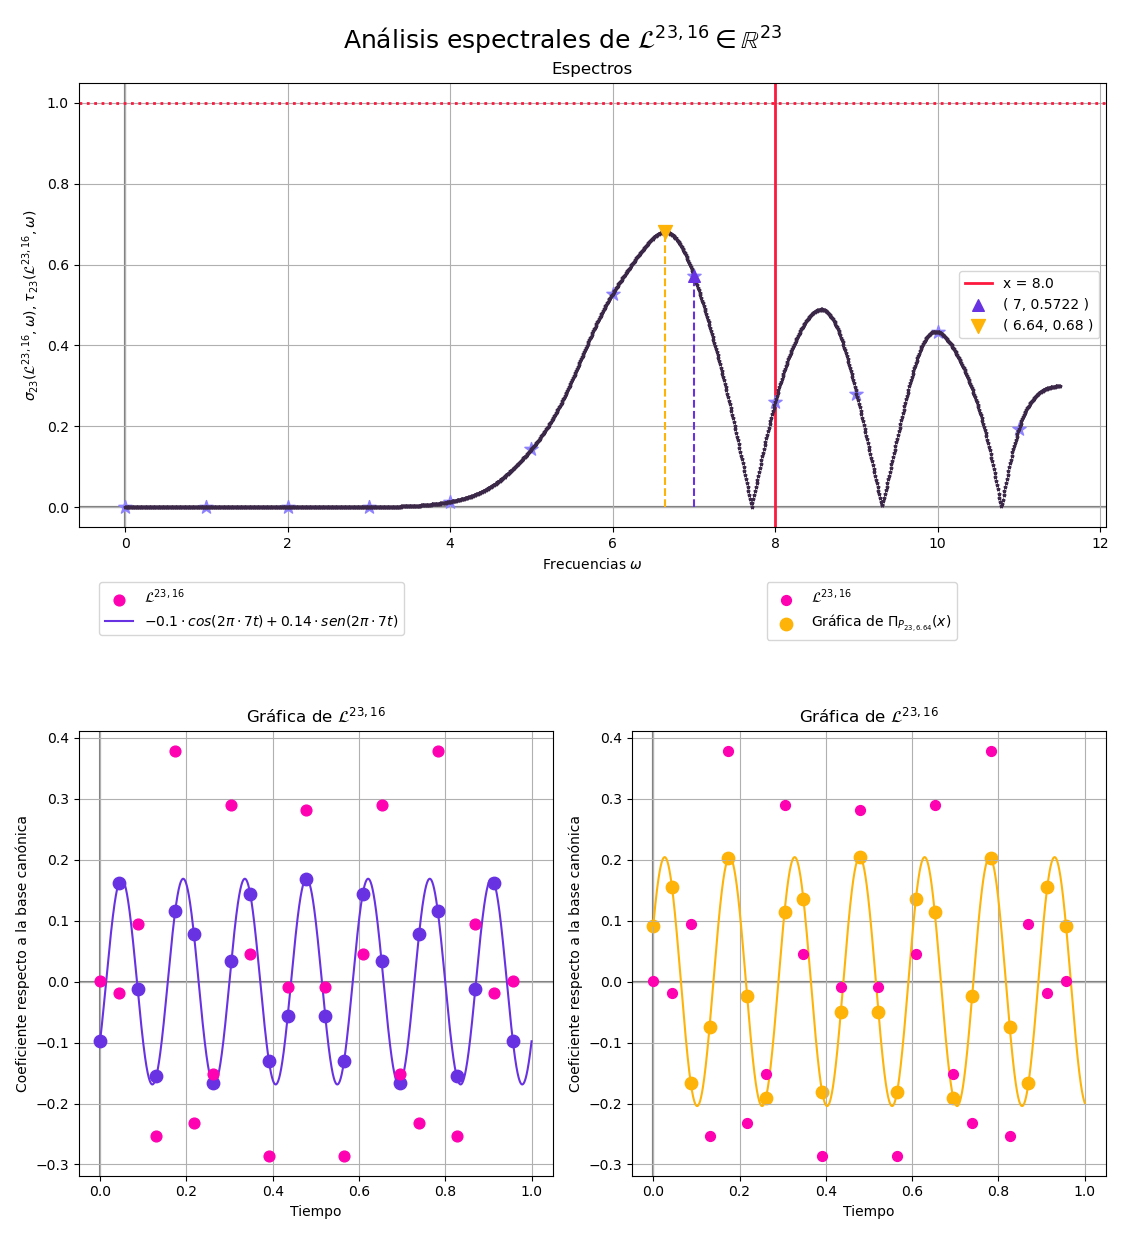 Análisis espectrales de ℒ^{23,16} ∈ ℝ^{23}
Espectros
σ_{23}(ℒ^{23,16}, ω), τ_{23}(ℒ^{23,16}, ω)
1.0
0.8
0.6
0.4
0.2
0.0
x = 8.0
( 7, 0.5722 )
( 6.64, 0.68 )
0 2 4 6 8 10 12
Frecuencias ω
ℒ^{23,16}
−0.1 · cos(2π · 7t) + 0.14 · sen(2π · 7t)
ℒ^{23,16}
Gráfica de Π_{P_{23,6.64}}(x)
Gráfica de ℒ^{23,16}
Coeficiente respecto a la base canónica
0.4
0.3
0.2
0.1
0.0
−0.1
−0.2
−0.3
0.0 0.2 0.4 0.6 0.8 1.0
Tiempo
Gráfica de ℒ^{23,16}
Coeficiente respecto a la base canónica
0.4
0.3
0.2
0.1
0.0
−0.1
−0.2
−0.3
0.0 0.2 0.4 0.6 0.8 1.0
Tiempo